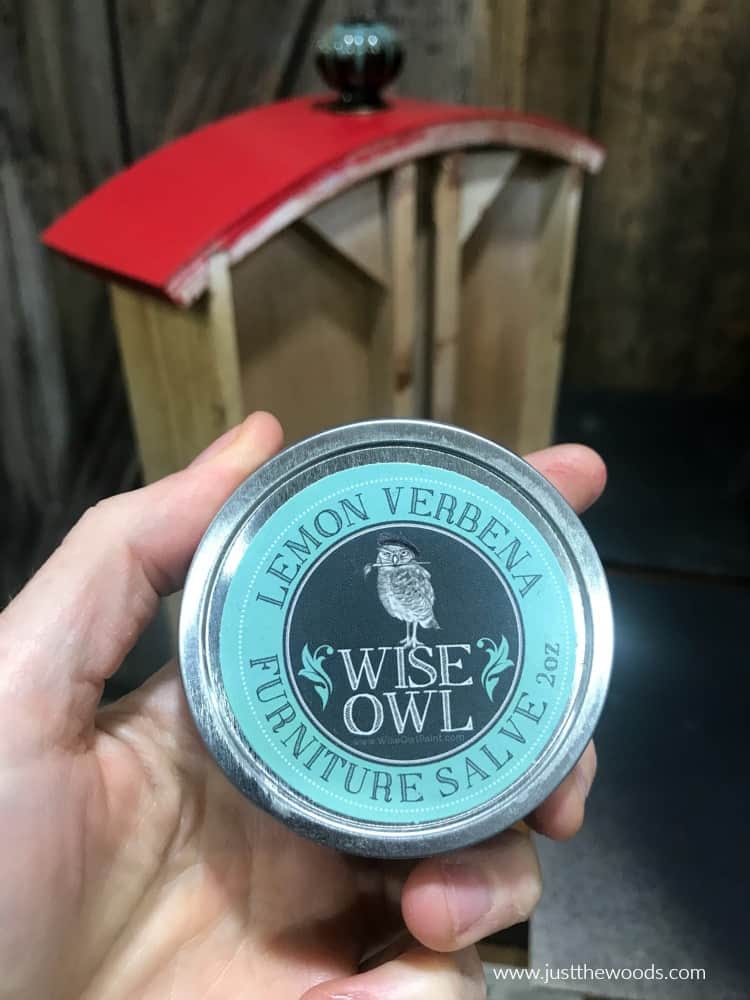 LEMON VERBENA
WISE
OWL
www.WiseOwlPaint.com
FURNITURE SALVE 2oz
www.justthewoods.com